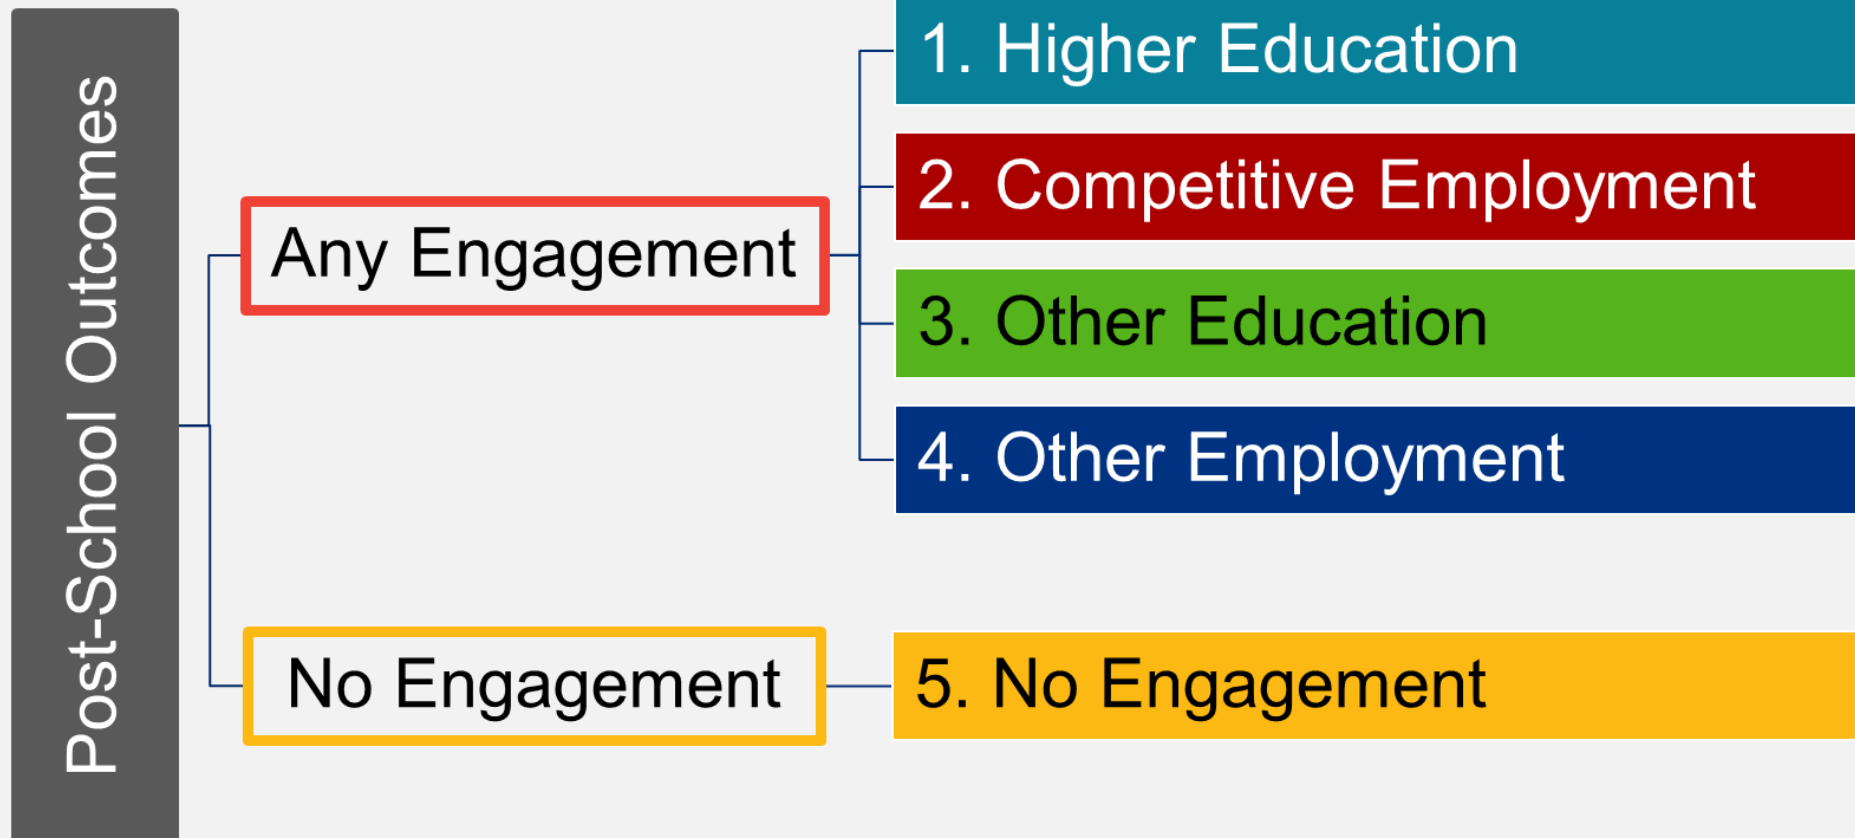 Post-School Outcomes
Any Engagement
1. Higher Education
2. Competitive Employment
3. Other Education
4. Other Employment
No Engagement
5. No Engagement